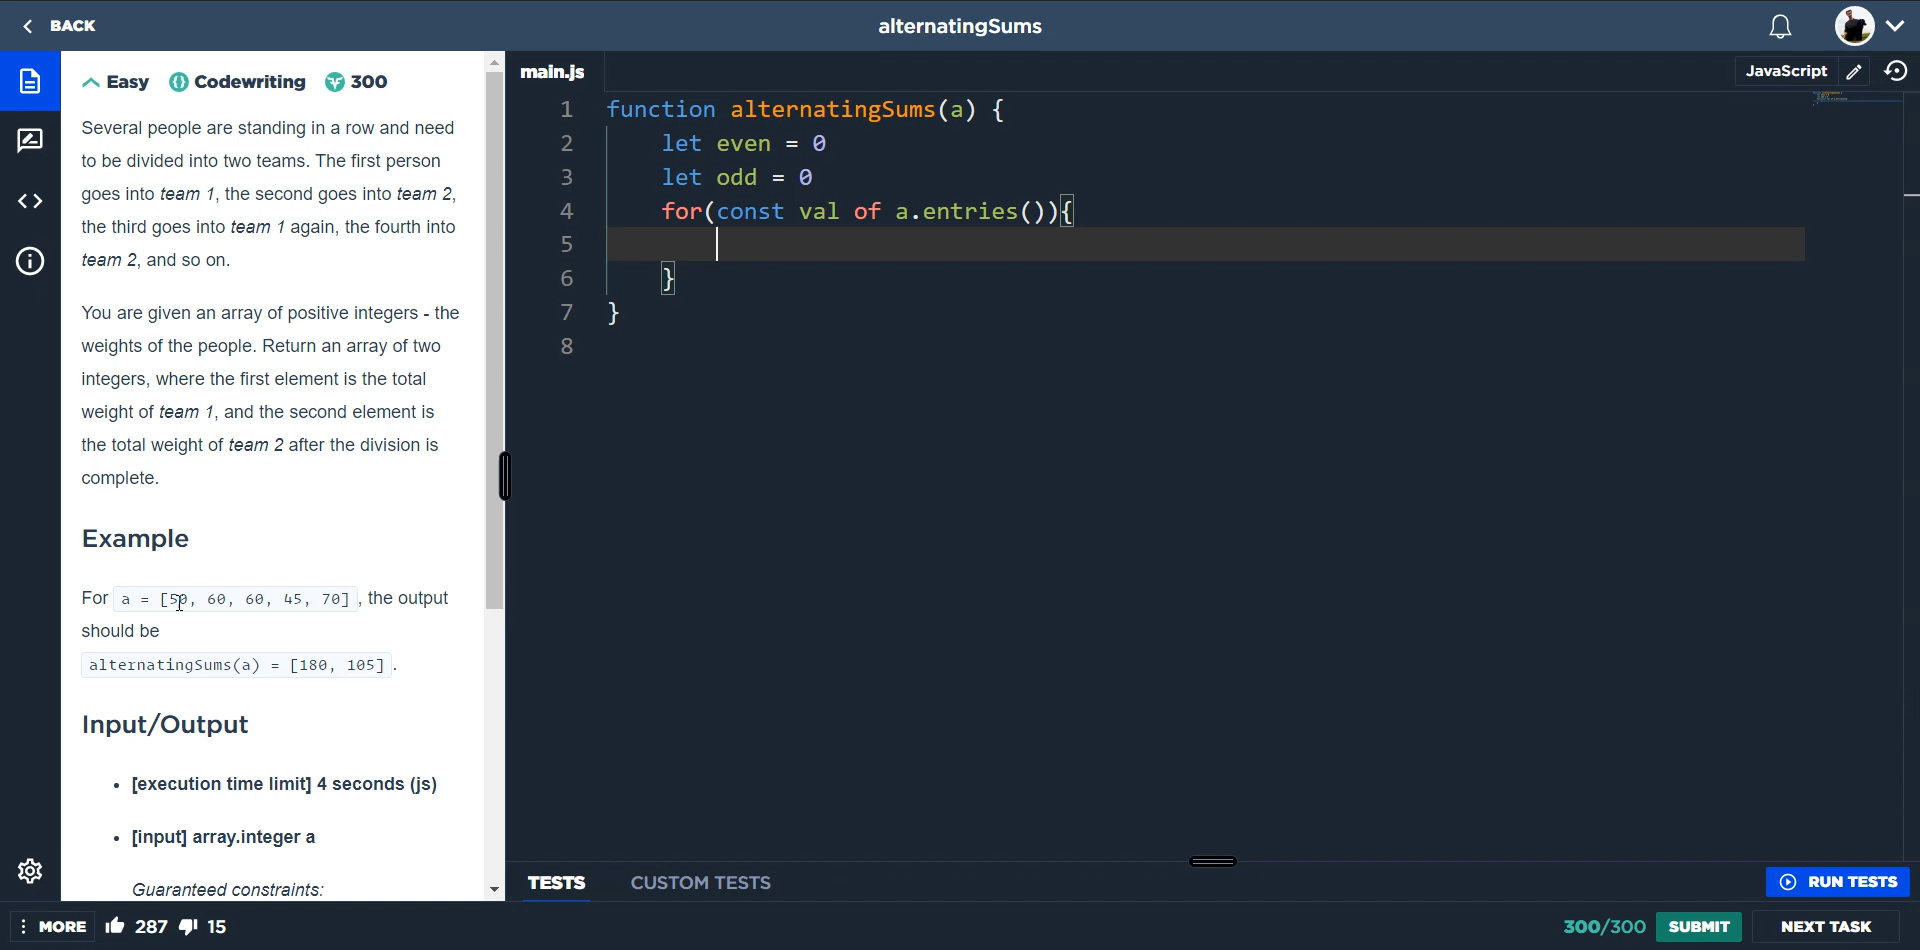 BACK
alternatingSums
Easy Codewriting 300
Several people are standing in a row and need
to be divided into two teams. The first person
goes into team 1, the second goes into team 2,
the third goes into team 1 again, the fourth into
team 2, and so on.
You are given an array of positive integers - the
weights of the people. Return an array of two
integers, where the first element is the total
weight of team 1, and the second element is
the total weight of team 2 after the division is
complete.
Example
For a = [50, 60, 60, 45, 70], the output
should be
alternatingSums(a) = [180, 105].
Input/Output
• [execution time limit] 4 seconds (js)
• [input] array.integer a
Guaranteed constraints:
main.js
JavaScript
1 function alternatingSums(a) {
2 let even = 0
3 let odd = 0
4 for(const val of a.entries()){
5
6 }
7 }
8
TESTS CUSTOM TESTS
RUN TESTS
MORE 287 15
300/300 SUBMIT NEXT TASK